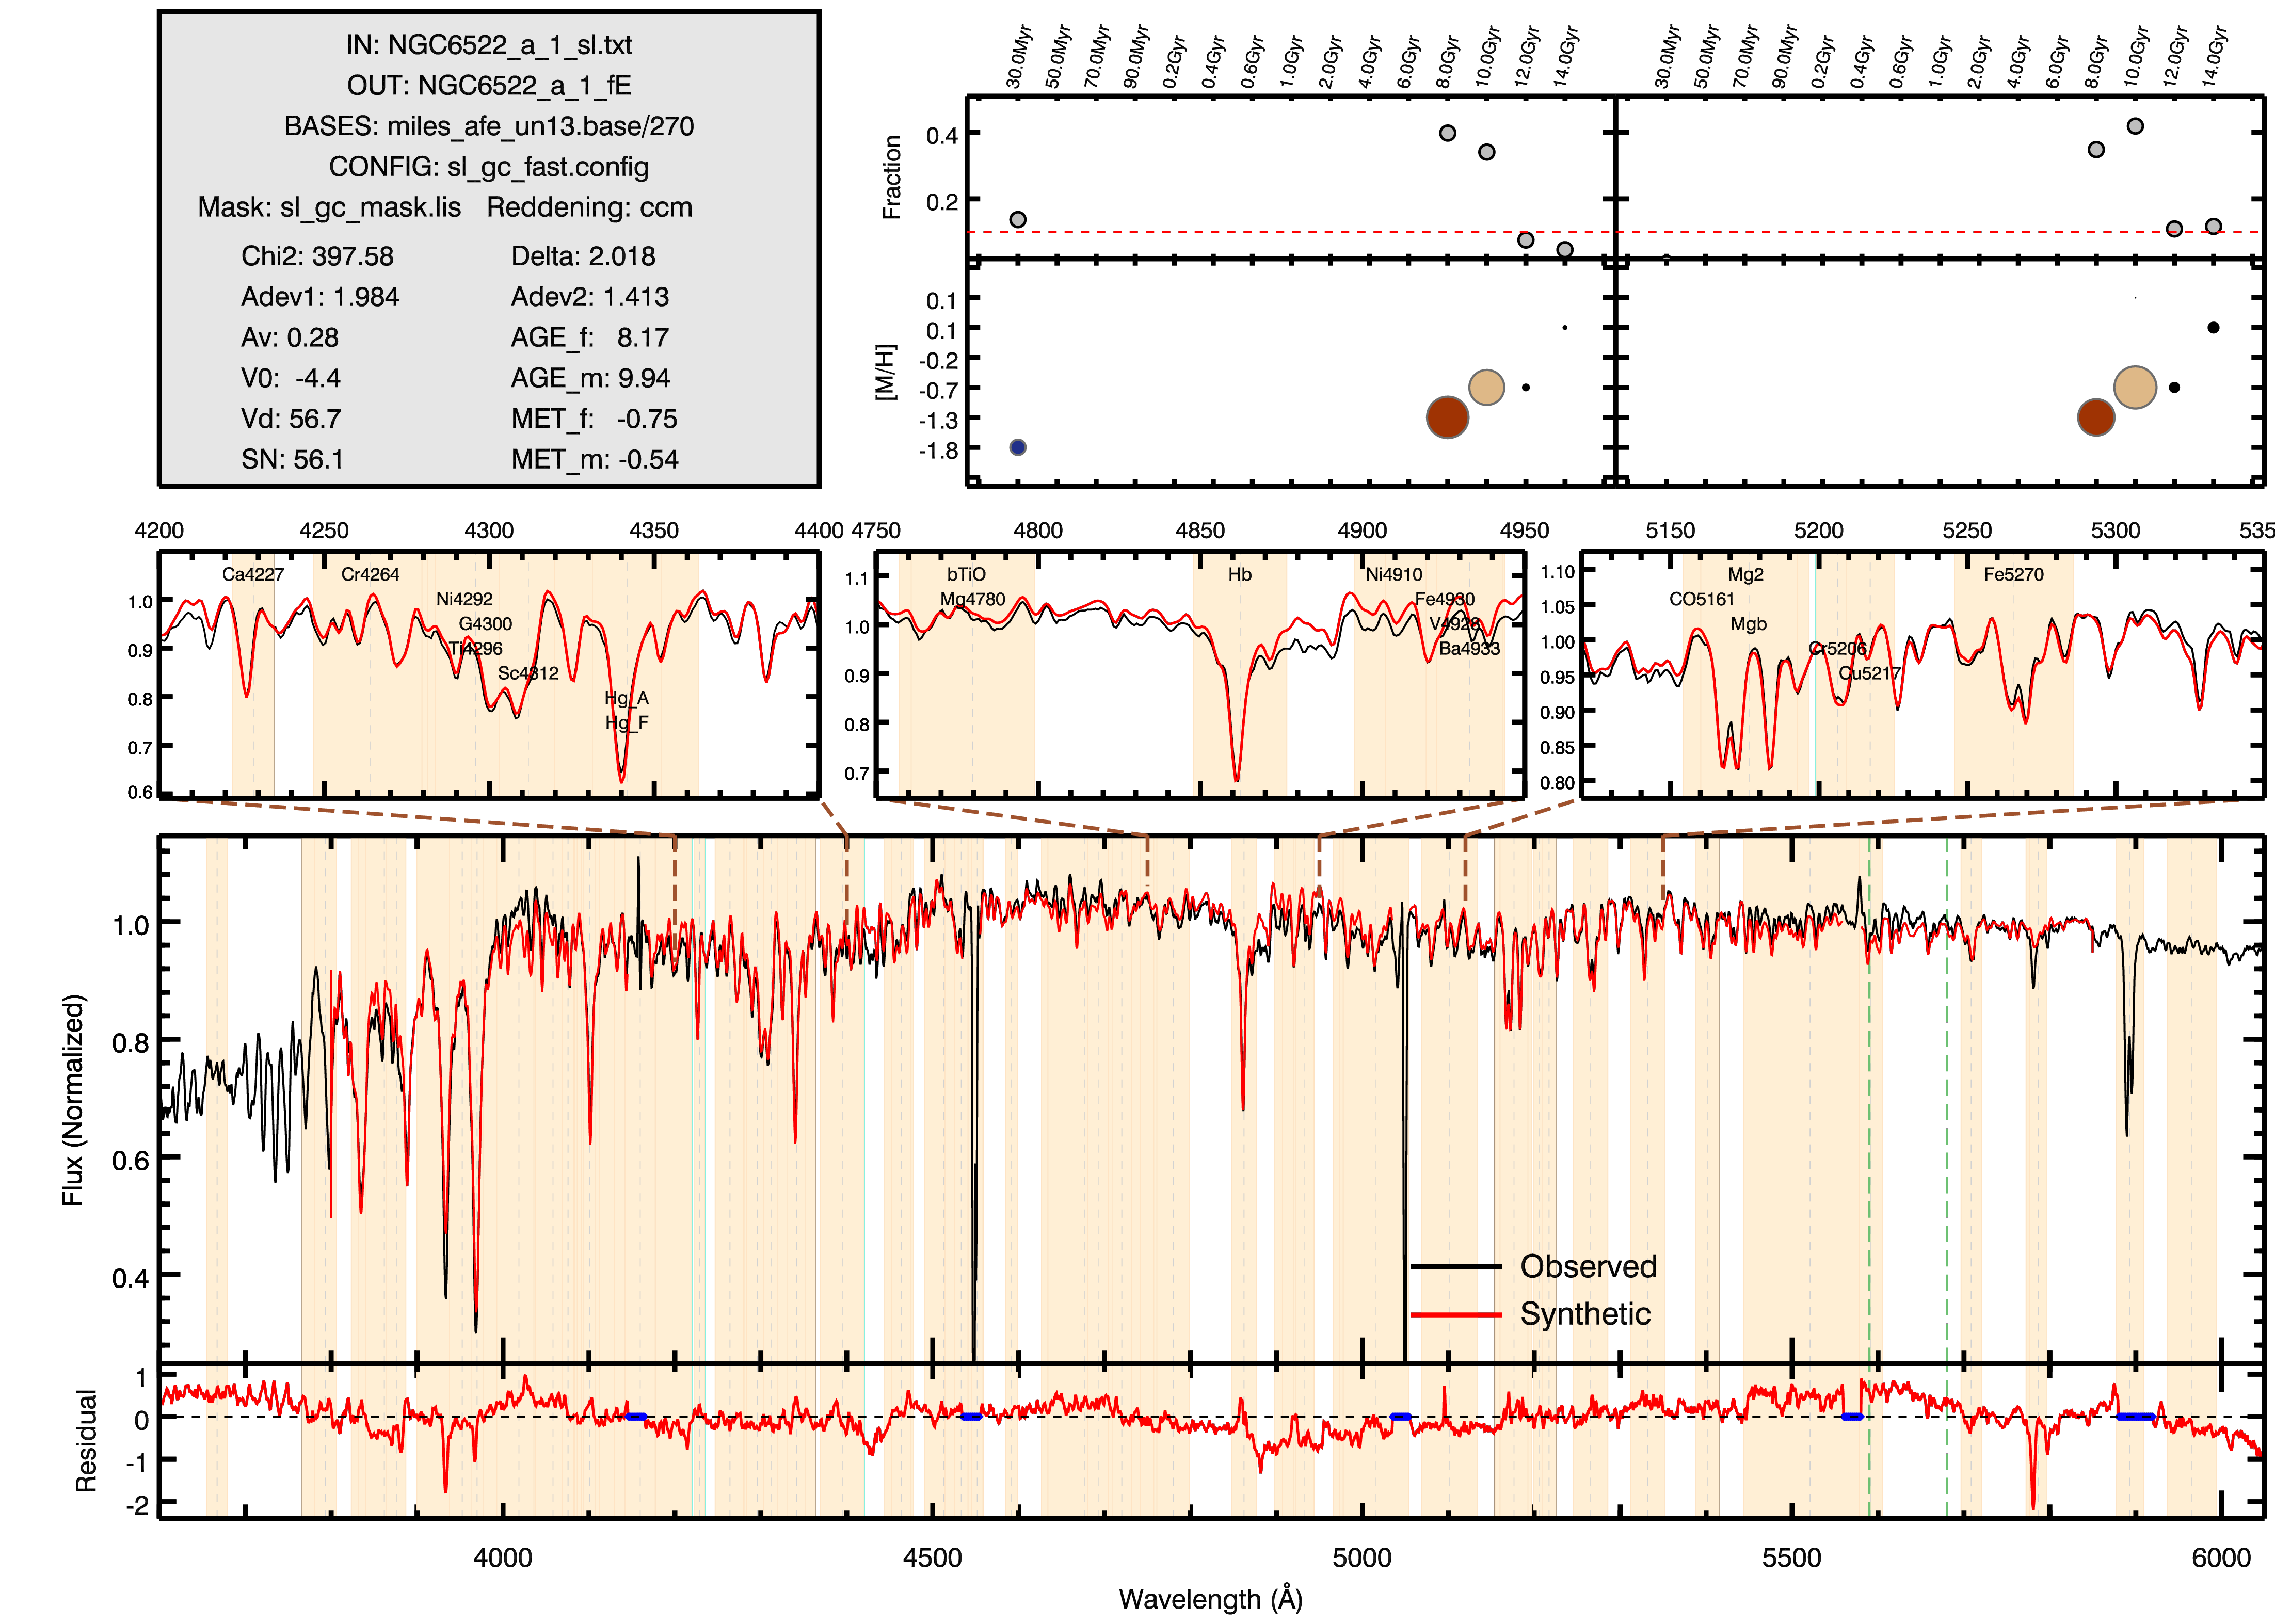 IN: NGC6522_a_1_sl.txt
OUT: NGC6522_a_1_fE
BASES: miles_afe_un13.base/270
CONFIG: sl_gc_fast.config
Mask: sl_gc_mask.lis Reddening: ccm
Chi2: 397.58 Delta: 2.018
Adev1: 1.984 Adev2: 1.413
Av: 0.28 AGE_f: 8.17
V0: -4.4 AGE_m: 9.94
Vd: 56.7 MET_f: -0.75
SN: 56.1 MET_m: -0.54
30.0Myr 50.0Myr 70.0Myr 90.0Myr 0.2Gyr 0.4Gyr 0.6Gyr 1.0Gyr 2.0Gyr 4.0Gyr 6.0Gyr 8.0Gyr 10.0Gyr 12.0Gyr 14.0Gyr
30.0Myr 50.0Myr 70.0Myr 90.0Myr 0.2Gyr 0.4Gyr 0.6Gyr 1.0Gyr 2.0Gyr 4.0Gyr 6.0Gyr 8.0Gyr 10.0Gyr 12.0Gyr 14.0Gyr
Fraction
0.4
0.2
[M/H]
0.1
0.1
-0.2
-0.7
-1.3
-1.8
4200 4250 4300 4350 4400
1.0
0.9
0.8
0.7
0.6
Ca4227 Cr4264
Ni4292
G4300
Ti4296
Sc4312
Hg_A
Hg_F
4750 4800 4850 4900 4950
1.1
1.0
0.9
0.8
0.7
bTiO Hb Ni4910
Mg4780 Fe4930
V4928
Ba4933
5150 5200 5250 5300 535
1.10
1.05
1.00
0.95
0.90
0.85
0.80
Mg2 Fe5270
CO5161
Mgb
Cr5206
Cu5217
Flux (Normalized)
1.0
0.8
0.6
0.4
Observed
Synthetic
Residual
1
0
-1
-2
4000 4500 5000 5500 6000
Wavelength (Å)